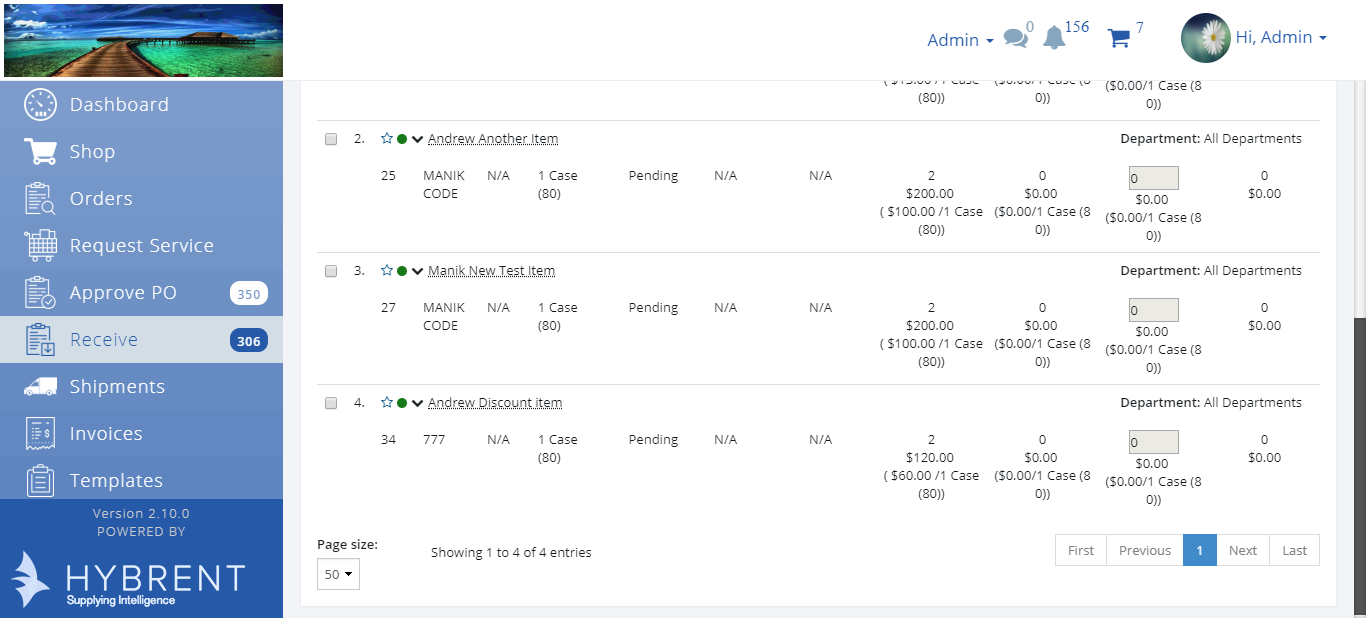 Admin
0
156
7
Hi, Admin
Dashboard
Shop
Orders
Request Service
Approve PO 350
Receive 306
Shipments
Invoices
Templates
Version 2.10.0
POWERED BY
HYBRENT
Supplying Intelligence
(80))
0))
($0.00/1 Case (8
0))
2. Andrew Another Item Department: All Departments
25 MANIK N/A 1 Case Pending N/A N/A 2 0 0 0
CODE (80) $200.00 $0.00 $0.00 $0.00
( $100.00 /1 Case ($0.00/1 Case (8 ($0.00/1 Case (8
(80)) 0)) 0))
3. Manik New Test Item Department: All Departments
27 MANIK N/A 1 Case Pending N/A N/A 2 0 0 0
CODE (80) $200.00 $0.00 $0.00 $0.00
( $100.00 /1 Case ($0.00/1 Case (8 ($0.00/1 Case (8
(80)) 0)) 0))
4. Andrew Discount item Department: All Departments
34 777 N/A 1 Case Pending N/A N/A 2 0 0 0
(80) $120.00 $0.00 $0.00 $0.00
( $60.00 /1 Case ($0.00/1 Case (8 ($0.00/1 Case (8
(80)) 0)) 0))
Page size:
50
Showing 1 to 4 of 4 entries
First Previous 1 Next Last